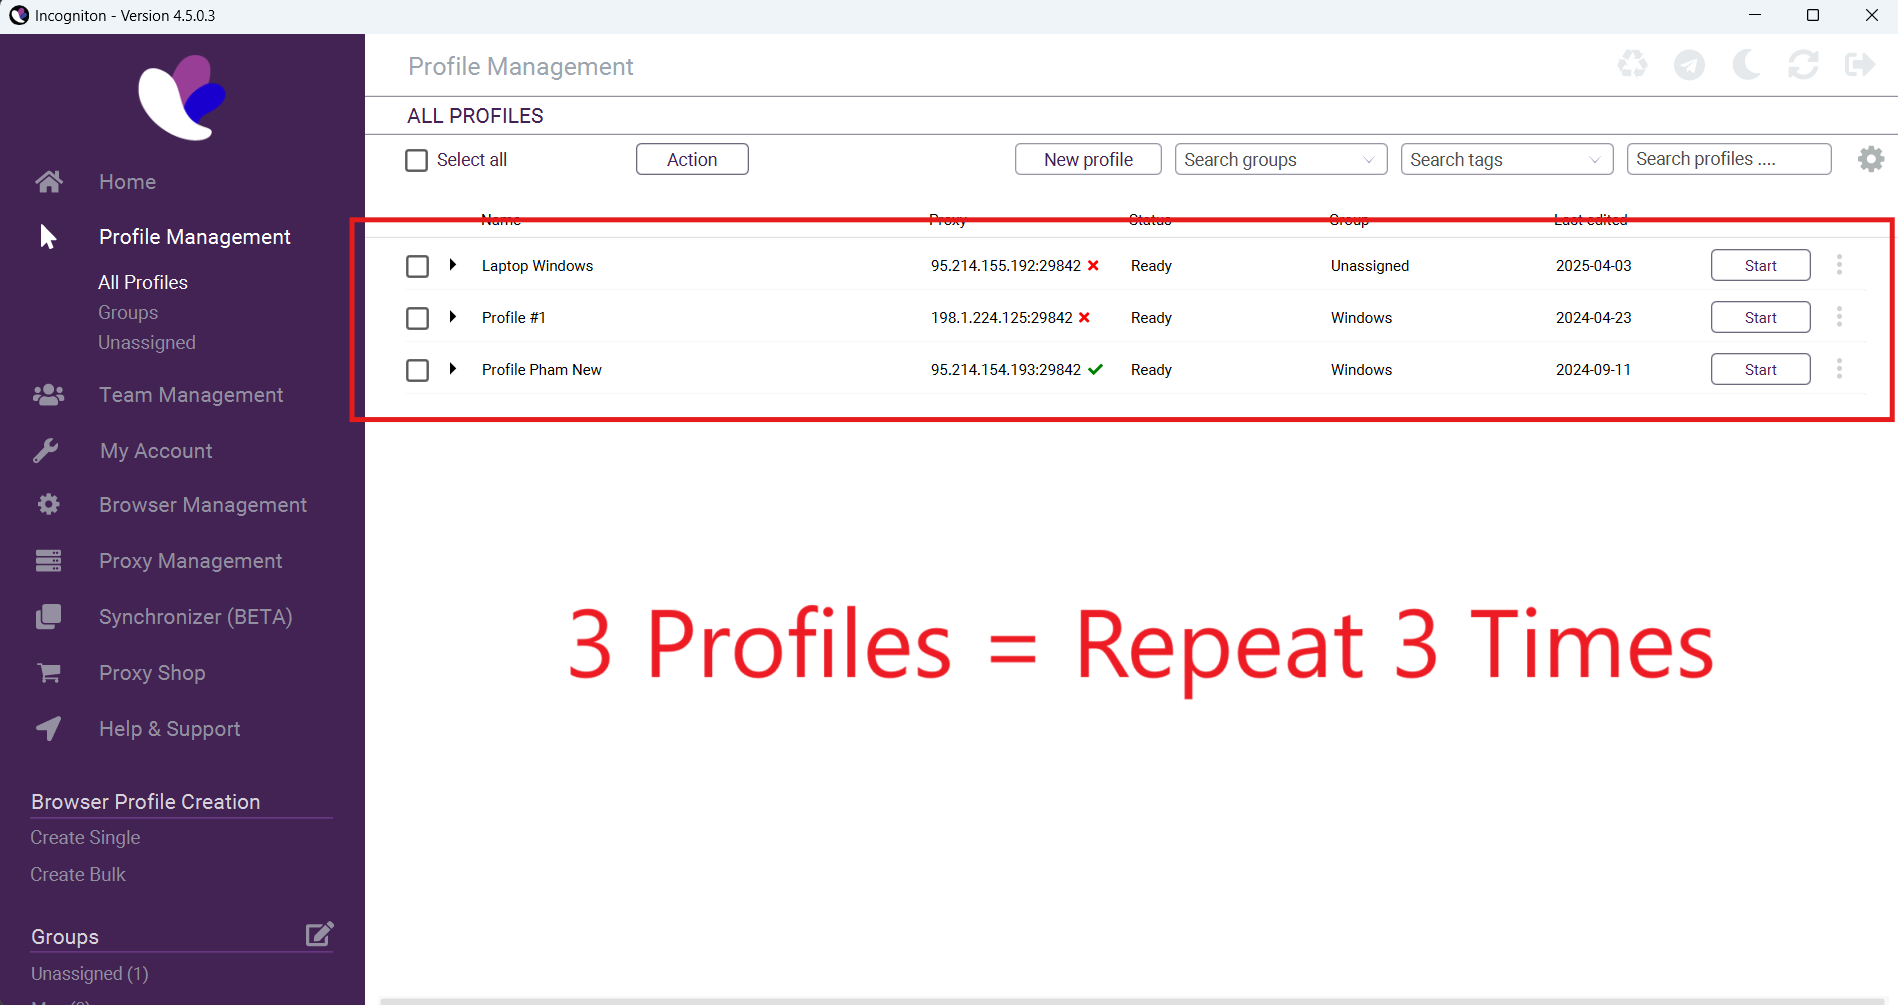 Incogniton - Version 4.5.0.3
Profile Management
ALL PROFILES
Select all
Action
New profile
Search groups
Search tags
Search profiles ....
Name Proxy Status Group Last edited
Laptop Windows 95.214.155.192:29842 Ready Unassigned 2025-04-03 Start
Profile #1 198.1.224.125:29842 Ready Windows 2024-04-23 Start
Profile Pham New 95.214.154.193:29842 Ready Windows 2024-09-11 Start
3 Profiles = Repeat 3 Times
Home
Profile Management
All Profiles
Groups
Unassigned
Team Management
My Account
Browser Management
Proxy Management
Synchronizer (BETA)
Proxy Shop
Help & Support
Browser Profile Creation
Create Single
Create Bulk
Groups
Unassigned (1)